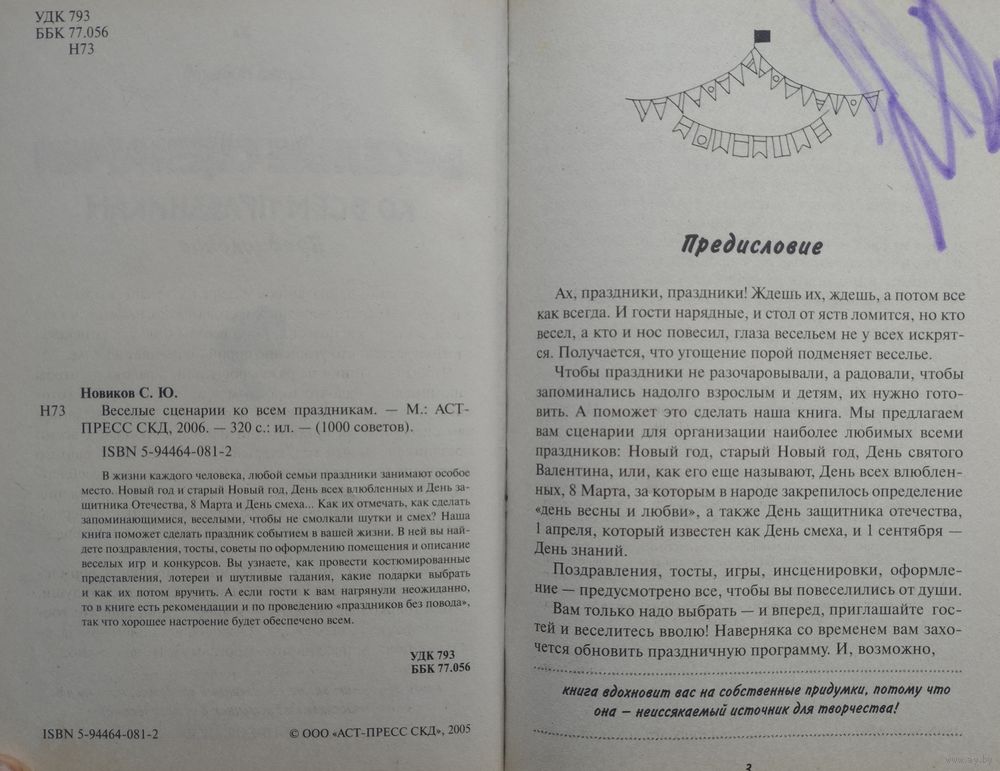 УДК 793
ББК 77.056
Н73
Новиков С. Ю.
Н73 Веселые сценарии ко всем праздникам. — М.: АСТ-
ПРЕСС СКД, 2006. — 320 с.: ил. — (1000 советов).
ISBN 5-94464-081-2
В жизни каждого человека, любой семьи праздники занимают особое
место. Новый год и старый Новый год, День всех влюбленных и День за-
щитника Отечества, 8 Марта и День смеха... Как их отмечать, как сделать
запоминающимися, веселыми, чтобы не смолкали шутки и смех? Наша
книга поможет сделать праздник событием в вашей жизни. В ней вы най-
дете поздравления, тосты, советы по оформлению помещения и описание
веселых игр и конкурсов. Вы узнаете, как провести костюмированные
представления, лотереи и шутливые гадания, какие подарки выбрать
и как их потом вручить. А если гости к вам нагрянули неожиданно,
то в книге есть рекомендации и по проведению «праздников без повода»,
так что хорошее настроение будет обеспечено всем.
УДК 793
ББК 77.056
ISBN 5-94464-081-2
© ООО «АСТ-ПРЕСС СКД», 2005
Предисловие
Ах, праздники, праздники! Ждешь их, ждешь, а потом все
как всегда. И гости нарядные, и стол от яств ломится, но кто
весел, а кто и нос повесил, глаза весельем не у всех искрят-
ся. Получается, что угощение порой подменяет веселье.
Чтобы праздники не разочаровывали, а радовали, чтобы
запоминались надолго взрослым и детям, их нужно гото-
вить. А поможет это сделать наша книга. Мы предлагаем
вам сценарии для организации наиболее любимых всеми
праздников: Новый год, старый Новый год, День святого
Валентина, или, как его еще называют, День всех влюблен-
ных, 8 Марта, за которым в народе закрепилось определение
«день весны и любви», а также День защитника отечества,
1 апреля, который известен как День смеха, и 1 сентября —
День знаний.
Поздравления, тосты, игры, инсценировки, оформле-
ние — предусмотрено все, чтобы вы повеселились от души.
Вам только надо выбрать — и вперед, приглашайте гос-
тей и веселитесь вволю! Наверняка со временем вам захо-
чется обновить праздничную программу. И, возможно,
книга вдохновит вас на собственные придумки, потому что
она — неиссякаемый источник для творчества!
3
www.ay.by